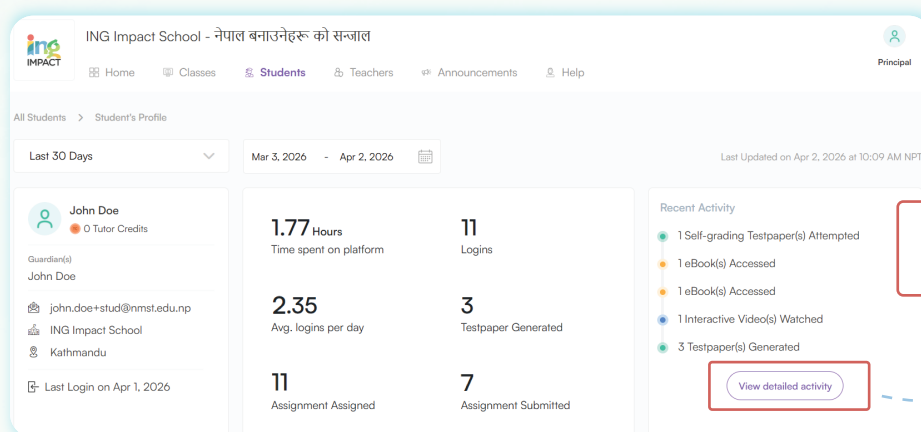 ing
IMPACT
ING Impact School - नेपाल बनाउनेहरू को सन्जाल
Home Classes Students Teachers Announcements Help
Principal
All Students > Student's Profile
Last 30 Days
Mar 3, 2026 - Apr 2, 2026
Last Updated on Apr 2, 2026 at 10:09 AM NPT
John Doe
0 Tutor Credits
Guardian(s)
John Doe
john.doe+stud@nmst.edu.np
ING Impact School
Kathmandu
Last Login on Apr 1, 2026
1.77 Hours
Time spent on platform
11
Logins
2.35
Avg. logins per day
3
Testpaper Generated
11
Assignment Assigned
7
Assignment Submitted
Recent Activity
1 Self-grading Testpaper(s) Attempted
1 eBook(s) Accessed
1 eBook(s) Accessed
1 Interactive Video(s) Watched
3 Testpaper(s) Generated
View detailed activity